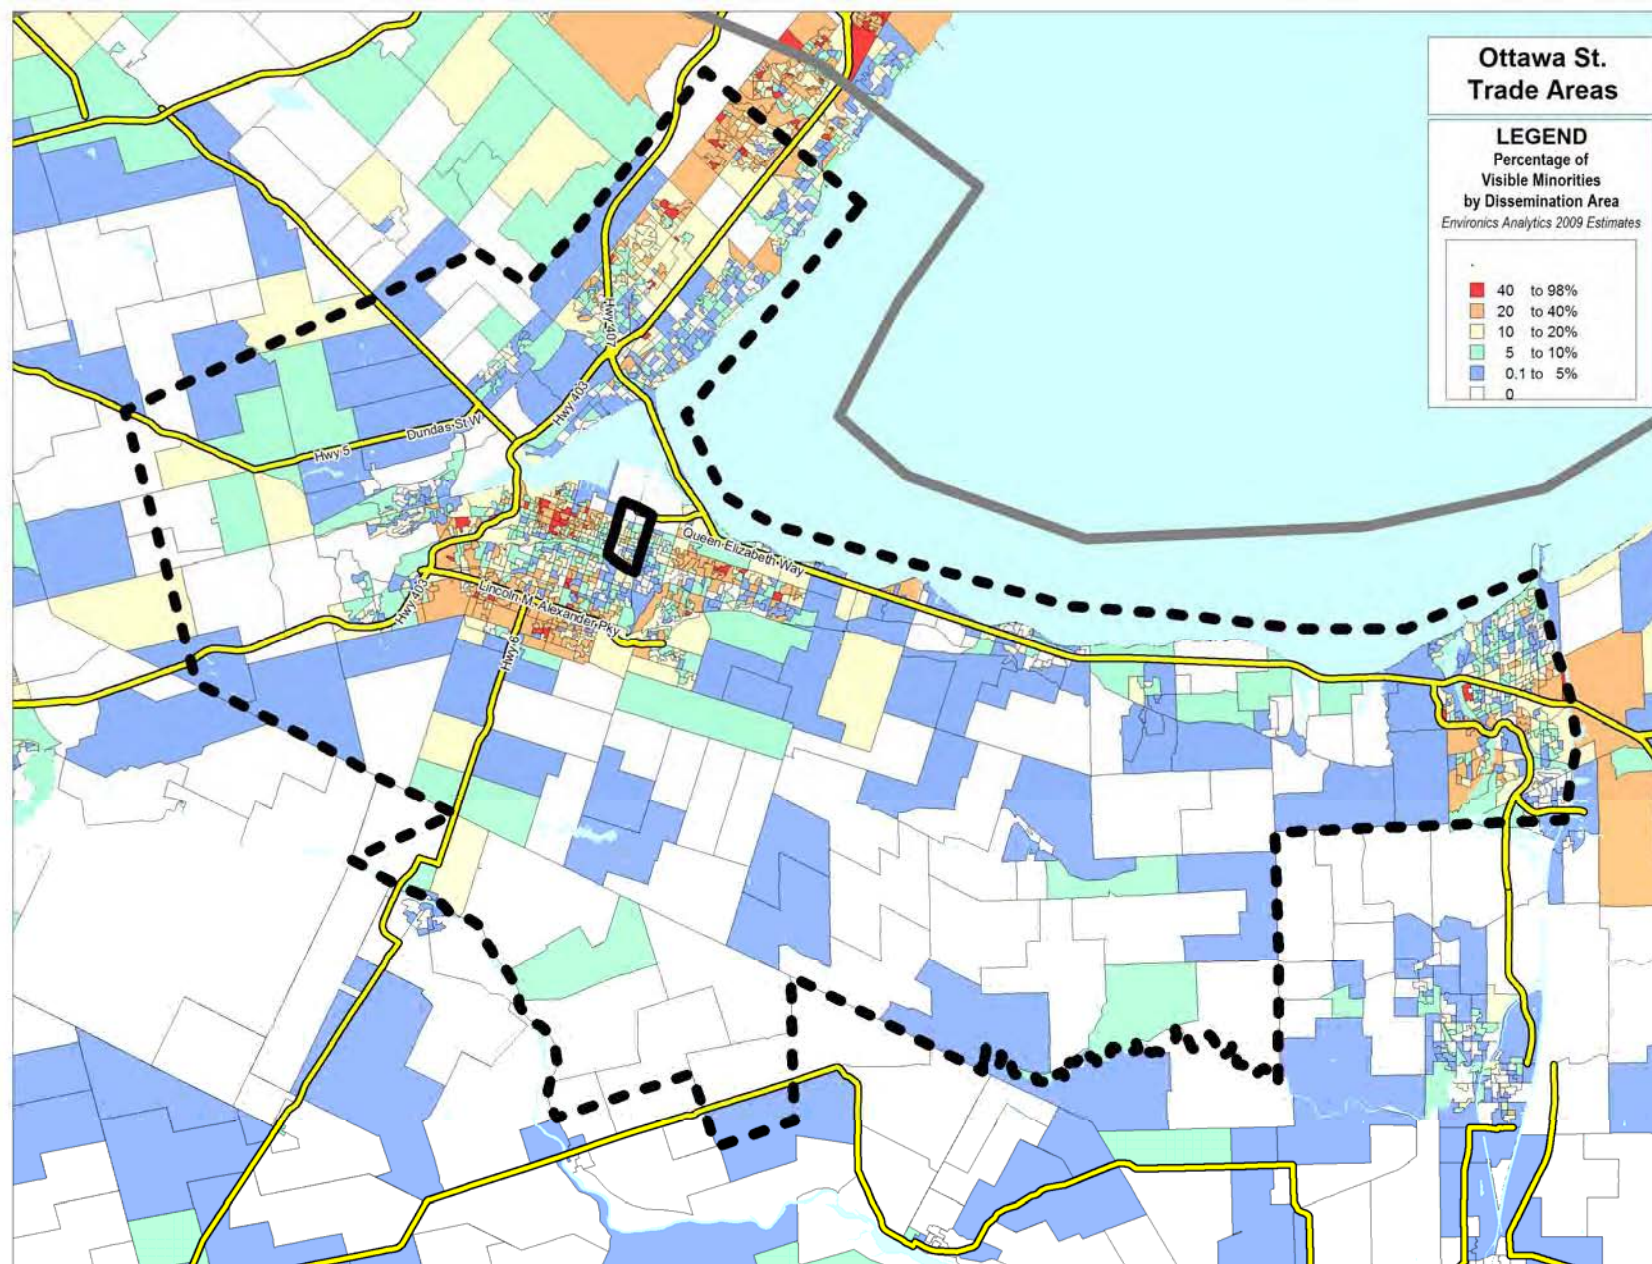 Ottawa St.
Trade Areas
LEGEND
Percentage of
Visible Minorities
by Dissemination Area
Environics Analytics 2009 Estimates
40 to 98%
20 to 40%
10 to 20%
5 to 10%
0.1 to 5%
0
Hwy 407
Hwy 403
Dundas St W
Hwy 5
Queen Elizabeth Way
Hwy 403
Lincoln M. Alexander Pky
Hwy 6